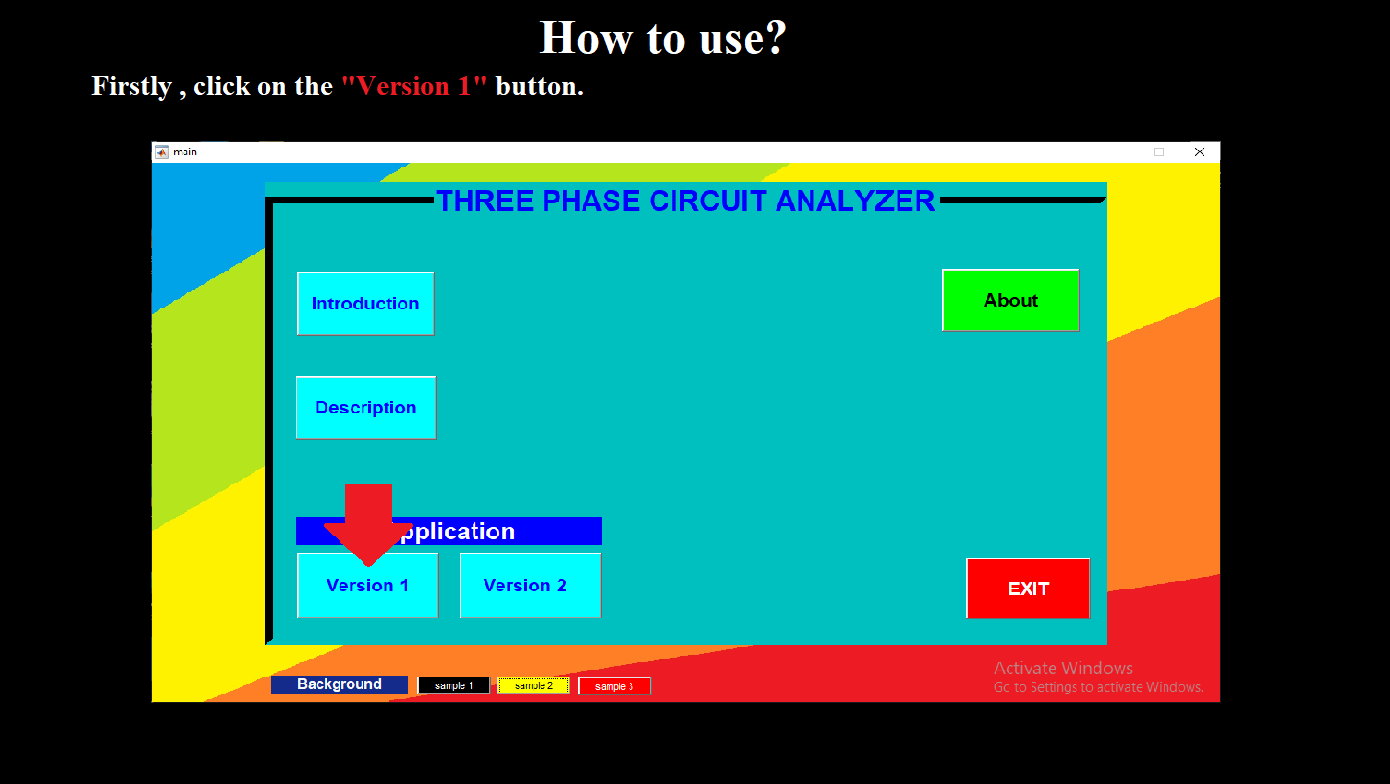 How to use?
Firstly , click on the "Version 1" button.
main
THREE PHASE CIRCUIT ANALYZER
Introduction
About
Description
pplication
Version 1
Version 2
EXIT
Activate Windows
Go to Settings to activate Windows.
Background
sample 1
sample 2
sample 3